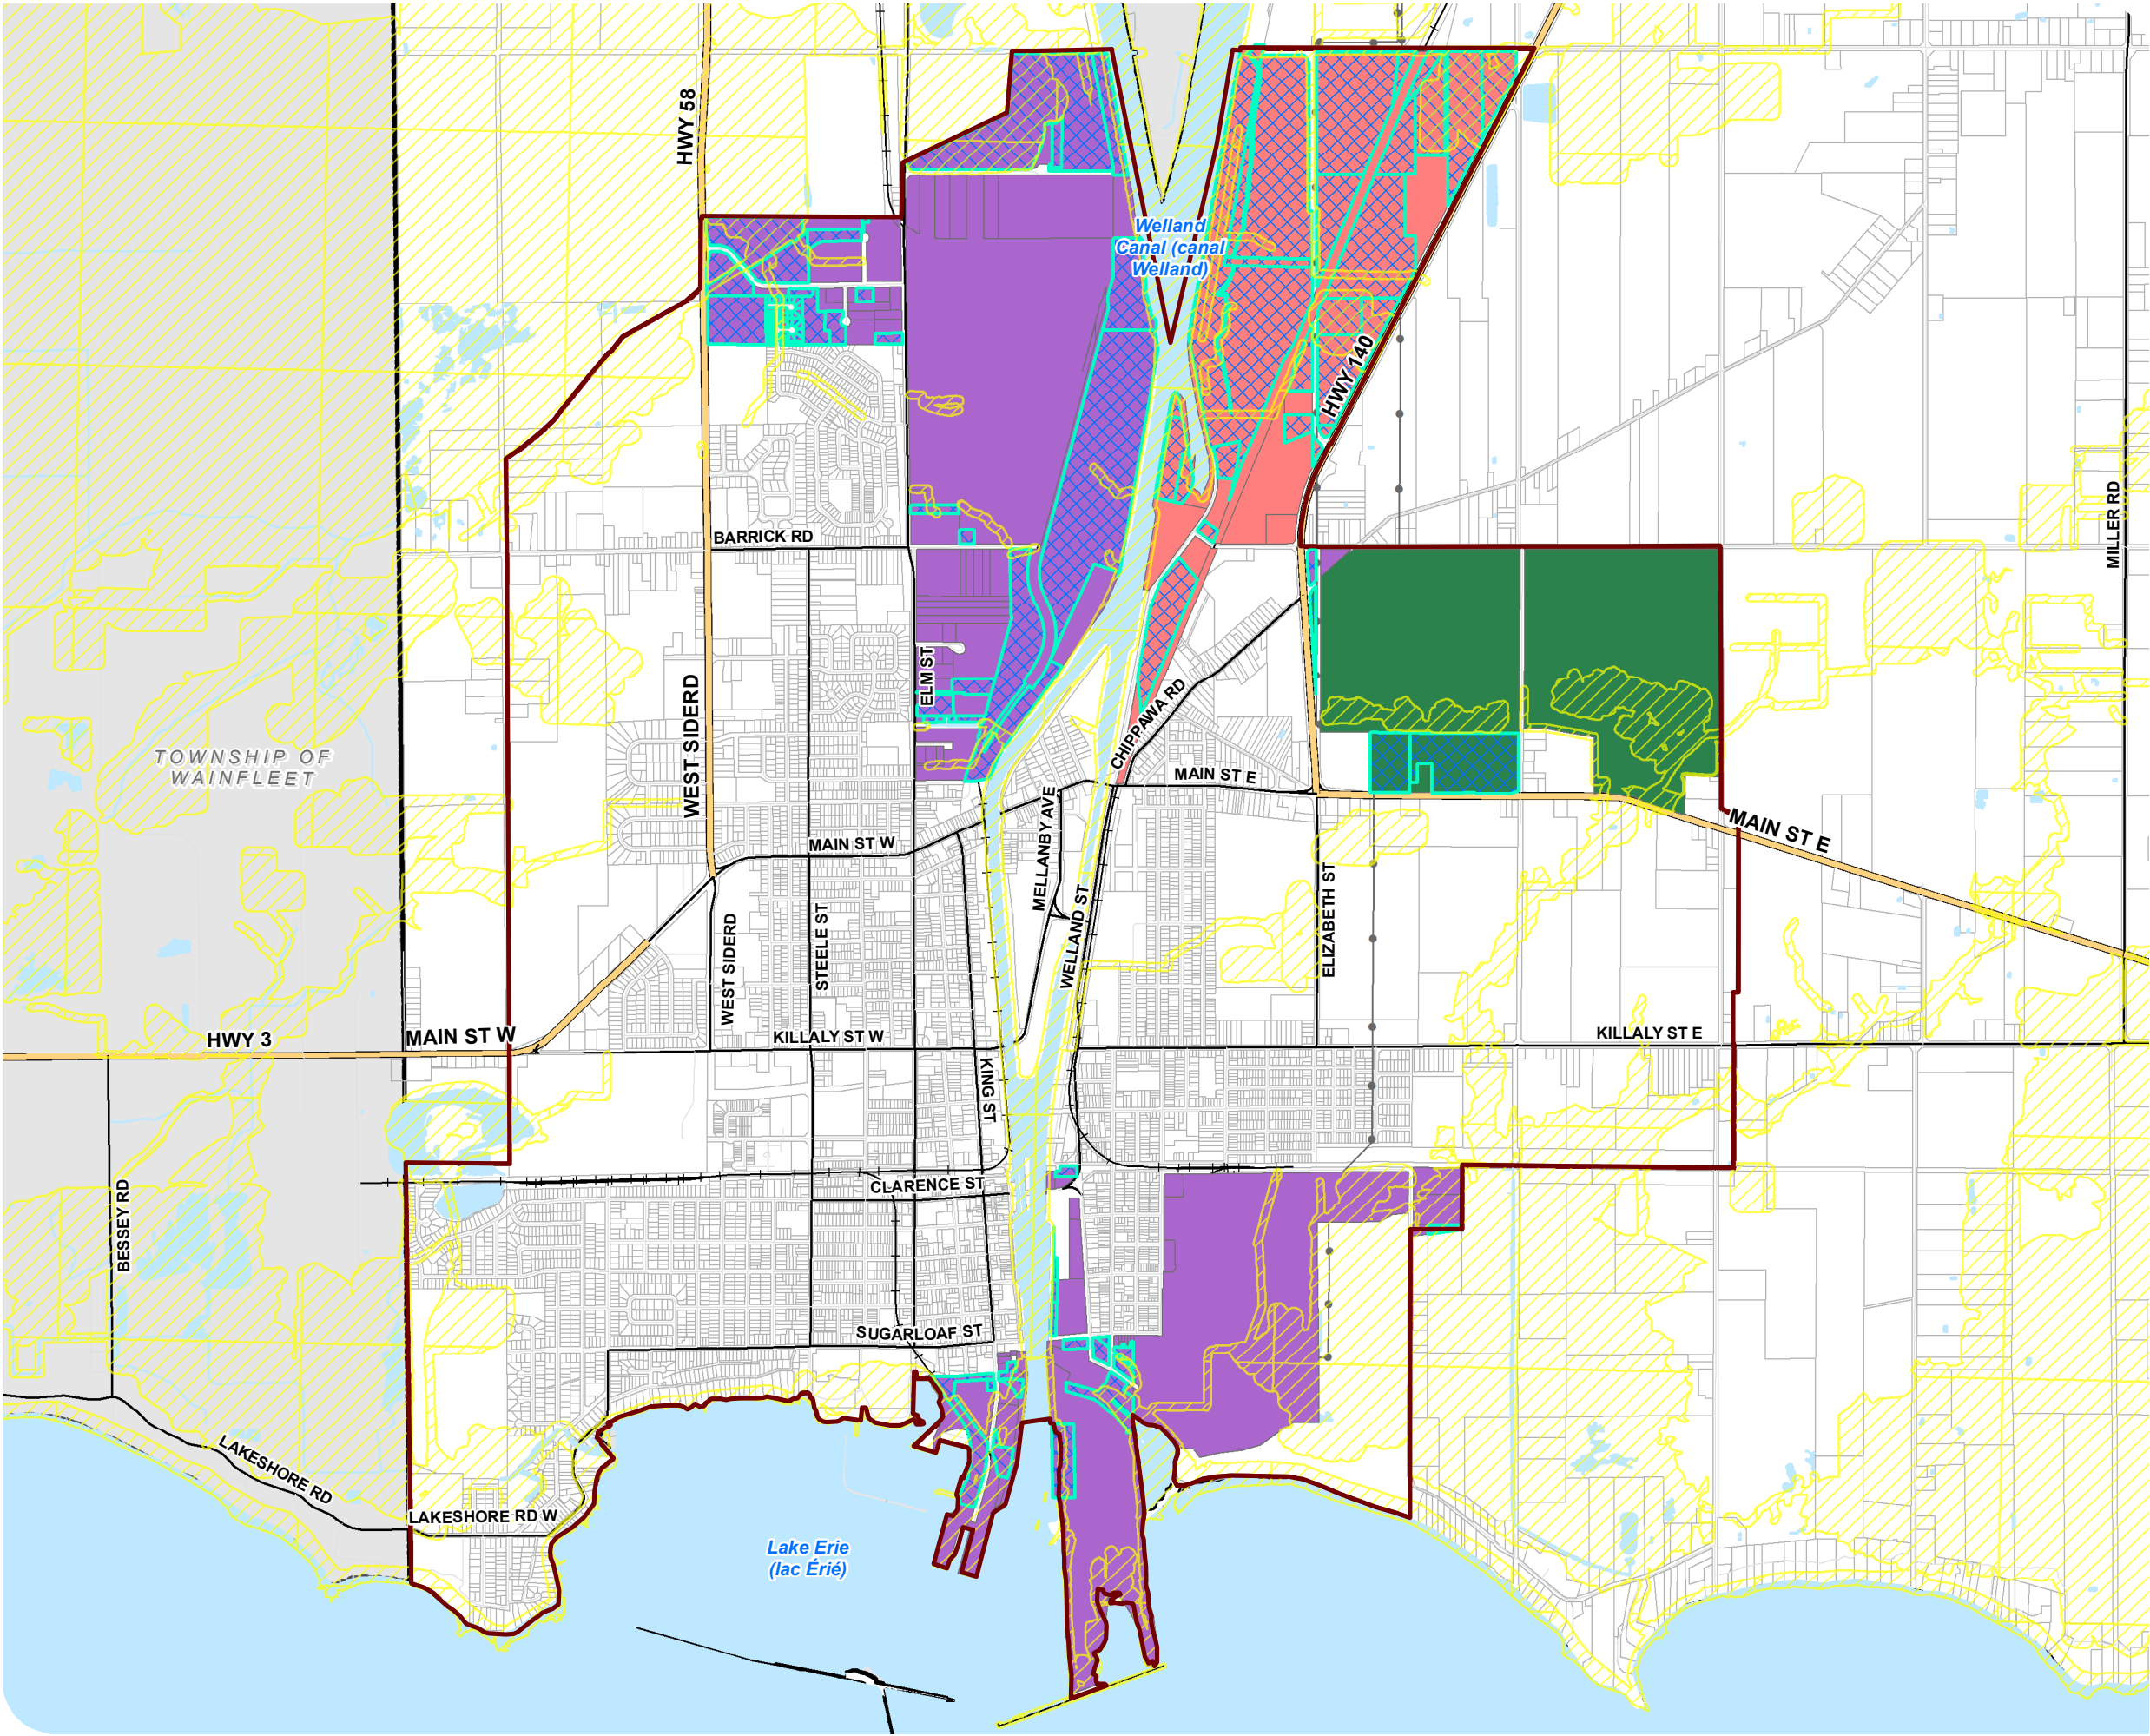 HWY 58
Welland
Canal (canal
Welland)
HWY 140
MILLER RD
BARRICK RD
ELM ST
WEST SIDERD
CHIPPAWA RD
TOWNSHIP OF
WAINFLEET
MAIN ST E
MELLANBY AVE
MAIN ST E
MAIN ST W
ELIZABETH ST
WELLAND ST
STEELE ST
WEST SIDERD
HWY 3
MAIN ST W
KILLALY ST W
KILLALY ST E
KING ST
CLARENCE ST
BESSEY RD
SUGARLOAF ST
LAKESHORE RD
LAKESHORE RD W
Lake Erie
(lac Érié)